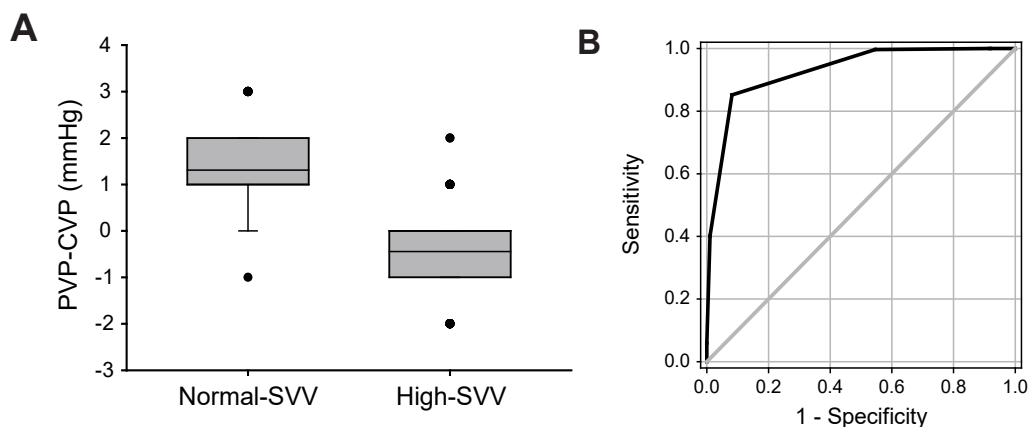 A
PVP-CVP (mmHg)
4
3
2
1
0
-1
-2
-3
Normal-SVV
High-SVV
B
Sensitivity
1.0
0.8
0.6
0.4
0.2
0.0
0.0 0.2 0.4 0.6 0.8 1.0
1 - Specificity